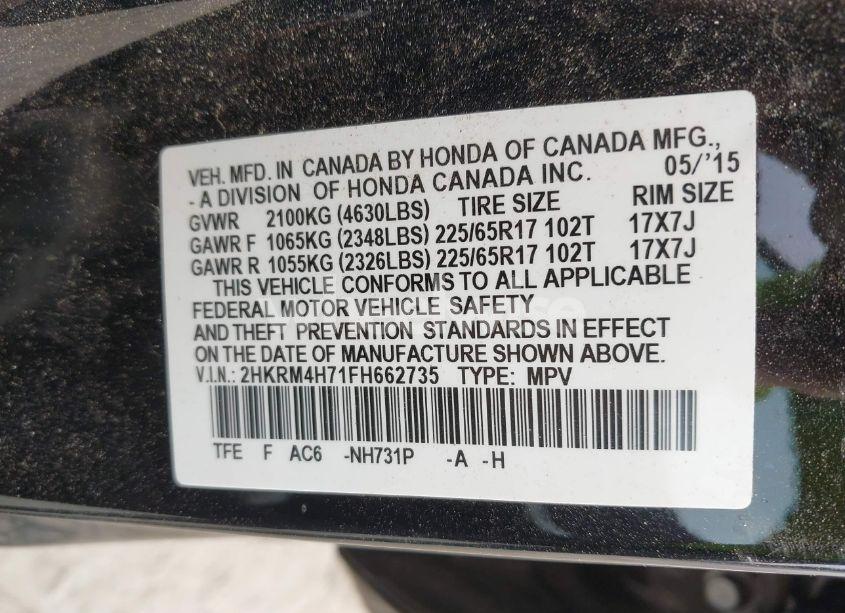 VEH. MFD. IN CANADA BY HONDA OF CANADA MFG.,
- A DIVISION OF HONDA CANADA INC. 05/'15
GVWR 2100KG (4630LBS) TIRE SIZE RIM SIZE
GAWR F 1065KG (2348LBS) 225/65R17 102T 17X7J
GAWR R 1055KG (2326LBS) 225/65R17 102T 17X7J
THIS VEHICLE CONFORMS TO ALL APPLICABLE
FEDERAL MOTOR VEHICLE SAFETY
AND THEFT PREVENTION STANDARDS IN EFFECT
ON THE DATE OF MANUFACTURE SHOWN ABOVE.
V.I.N.: 2HKRM4H71FH662735 TYPE: MPV
TFE F AC6 -NH731P -A -H